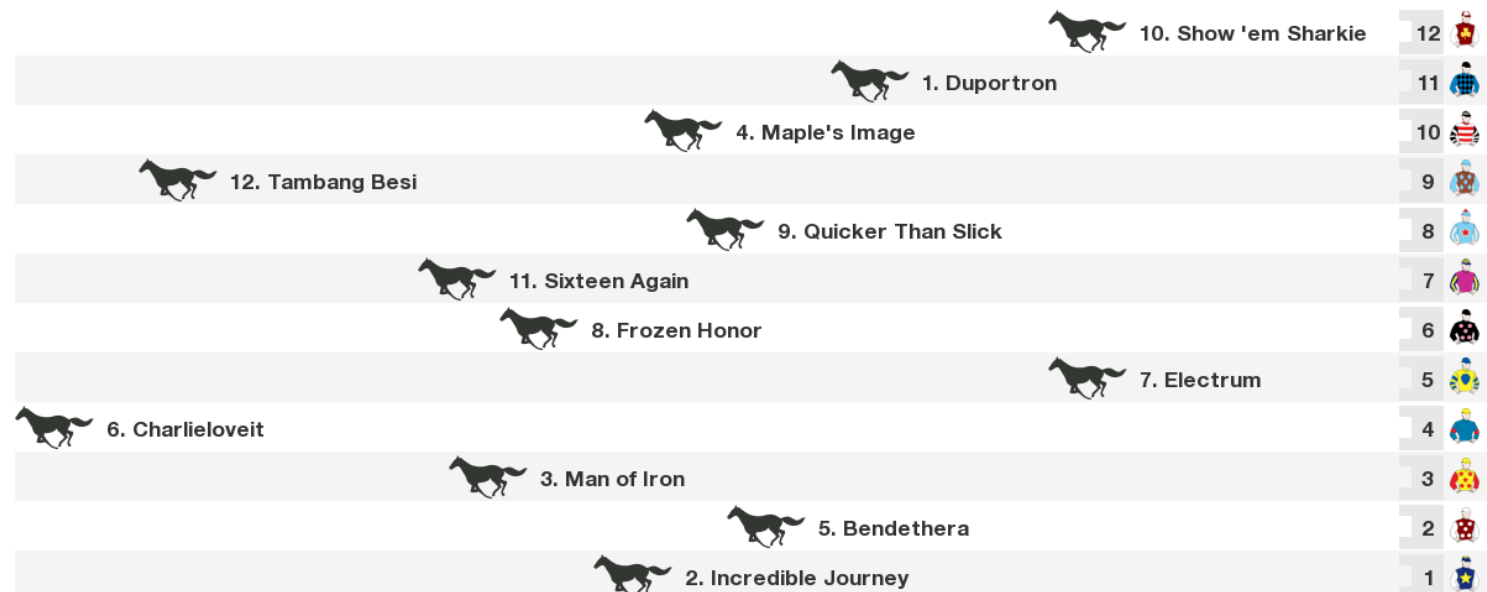 10. Show 'em Sharkie 12
1. Duportron 11
4. Maple's Image 10
12. Tambang Besi 9
9. Quicker Than Slick 8
11. Sixteen Again 7
8. Frozen Honor 6
7. Electrum 5
6. Charlieloveit 4
3. Man of Iron 3
5. Bendethera 2
2. Incredible Journey 1